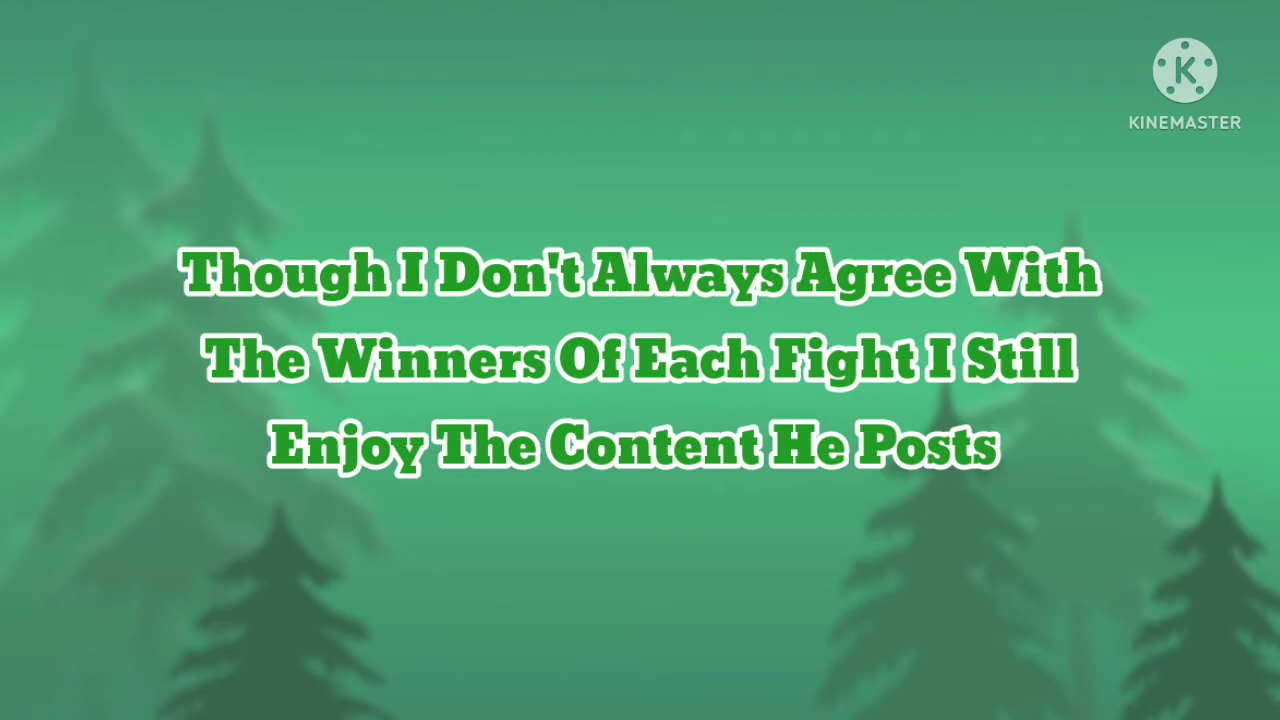 K
KINEMASTER
Though I Don't Always Agree With
The Winners Of Each Fight I Still
Enjoy The Content He Posts